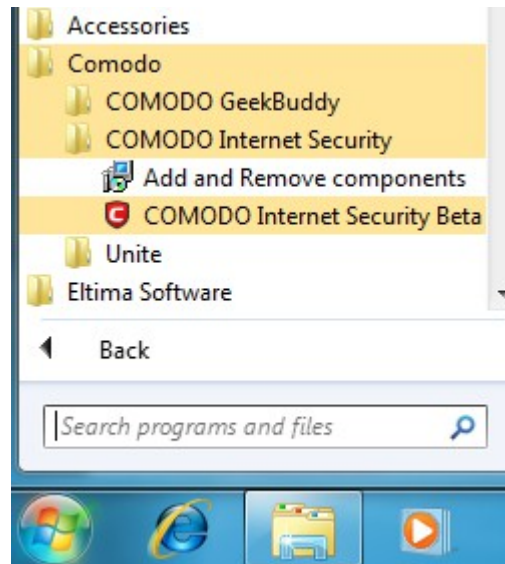 Accessories
Comodo
COMODO GeekBuddy
COMODO Internet Security
Add and Remove components
COMODO Internet Security Beta
Unite
Eltima Software
Back
Search programs and files